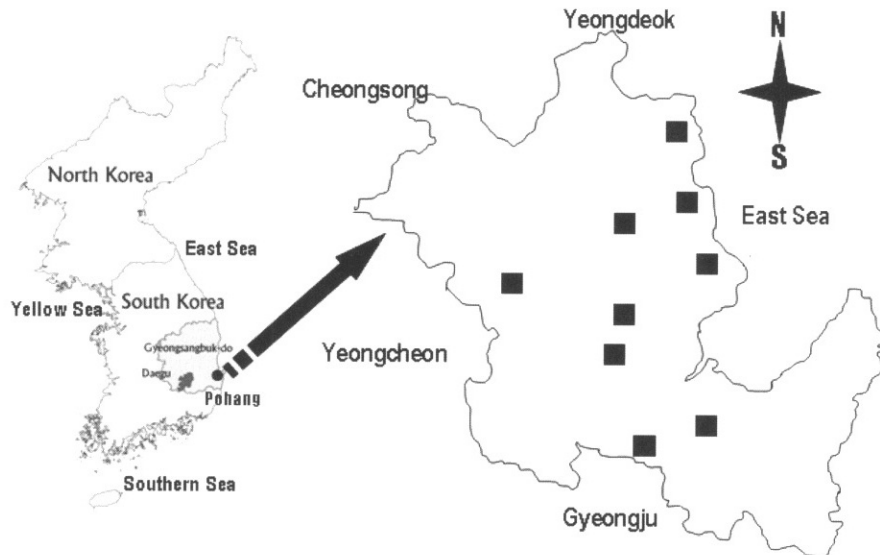 North Korea
East Sea
South Korea
Yellow Sea
Gyeongsangbuk-do
Daegu
Pohang
Southern Sea
Yeongdeok
Cheongsong
N
S
East Sea
Yeongcheon
Gyeongju